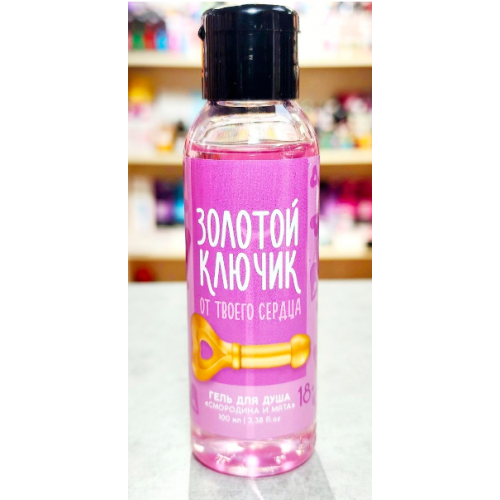 ЗОЛОТОЙ
КЛЮЧИК
ОТ ТВОЕГО СЕРДЦА
ГЕЛЬ ДЛЯ ДУША
«СМОРОДИНА И МЯТА»
100 мл | 3.38 fl.oz
18+